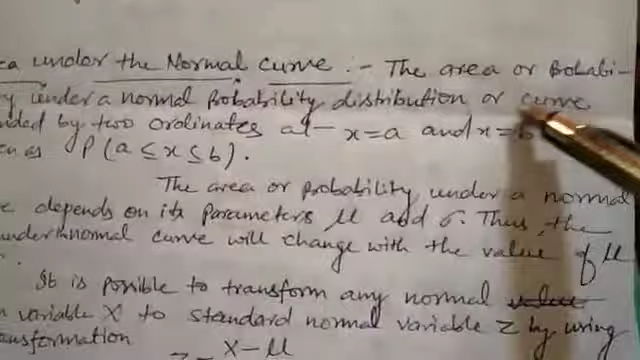 ea under the Normal Curve :- The area or Probabi-
y under a normal Probability distribution or curve
nded by two ordinates at x=a and x=b
en as P(a ≤ x ≤ b).
The area or probability under a normal
e depends on its Parameters μ and σ. Thus, the
under normal curve will change with the value of μ
It is possible to transform any normal
n variable X to standard normal variable Z by using
ansformation
Z = X-μ